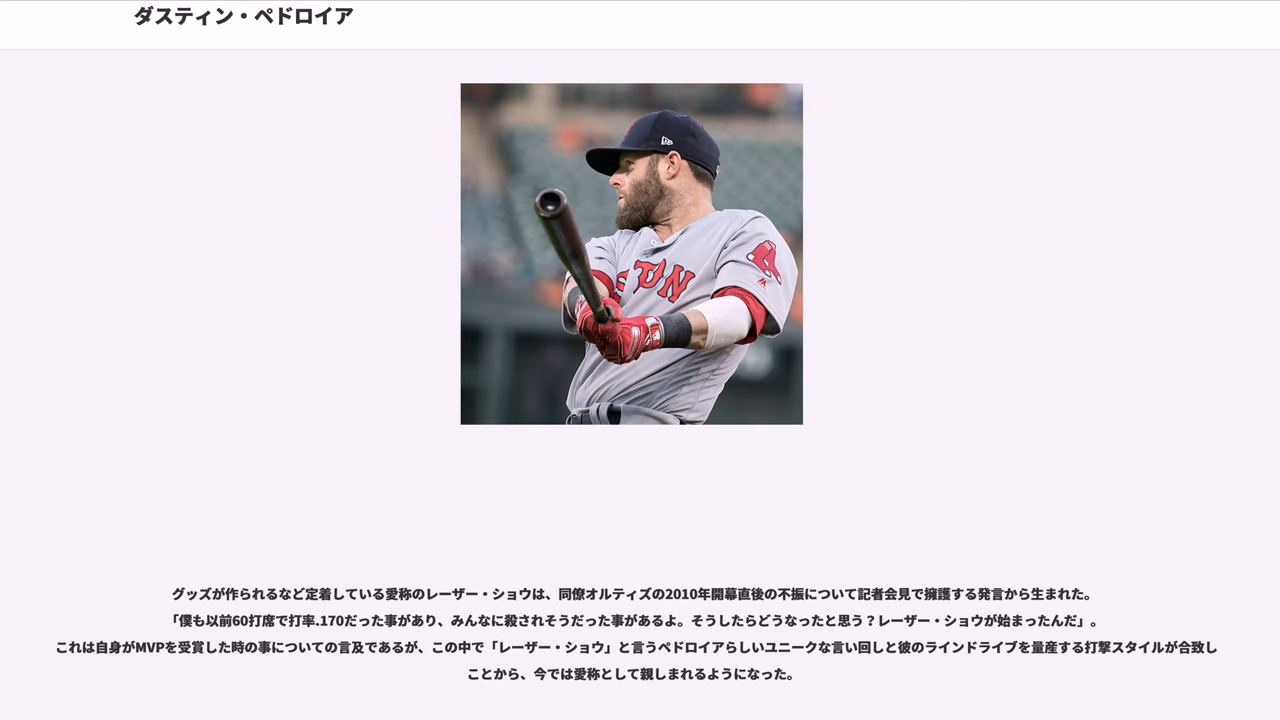 ダスティン・ペドロイア
STON
グッズが作られるなど定着している愛称のレーザー・ショウは、同僚オルティズの2010年開幕直後の不振について記者会見で擁護する発言から生まれた。
「僕も以前60打席で打率.170だった事があり、みんなに殺されそうだった事があるよ。そうしたらどうなったと思う？レーザー・ショウが始まったんだ」。
これは自身がMVPを受賞した時の事についての言及であるが、この中で「レーザー・ショウ」と言うペドロイアらしいユニークな言い回しと彼のラインドライブを量産する打撃スタイルが合致し
ことから、今では愛称として親しまれるようになった。